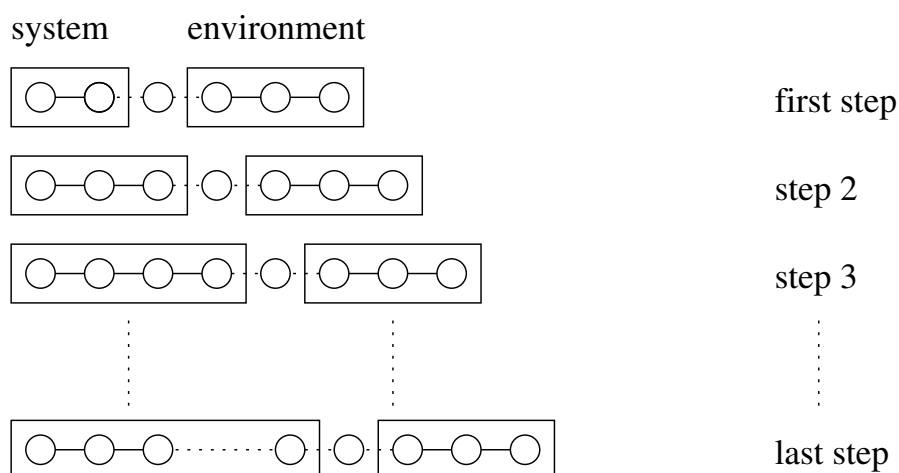 system environment
first step
step 2
step 3
last step